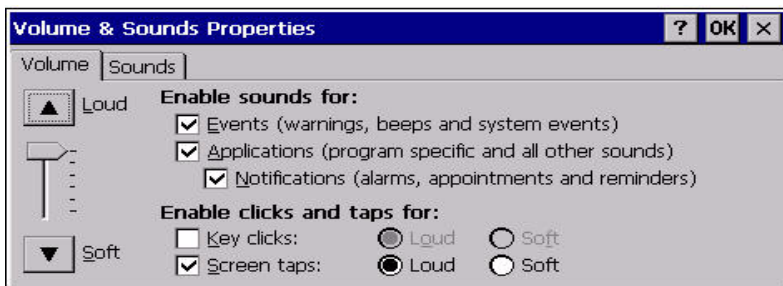 Volume & Sounds Properties ? OK ×
Volume Sounds
Loud
Enable sounds for:
Events (warnings, beeps and system events)
Applications (program specific and all other sounds)
Notifications (alarms, appointments and reminders)
Enable clicks and taps for:
Key clicks: Loud Soft
Soft
Screen taps: Loud Soft